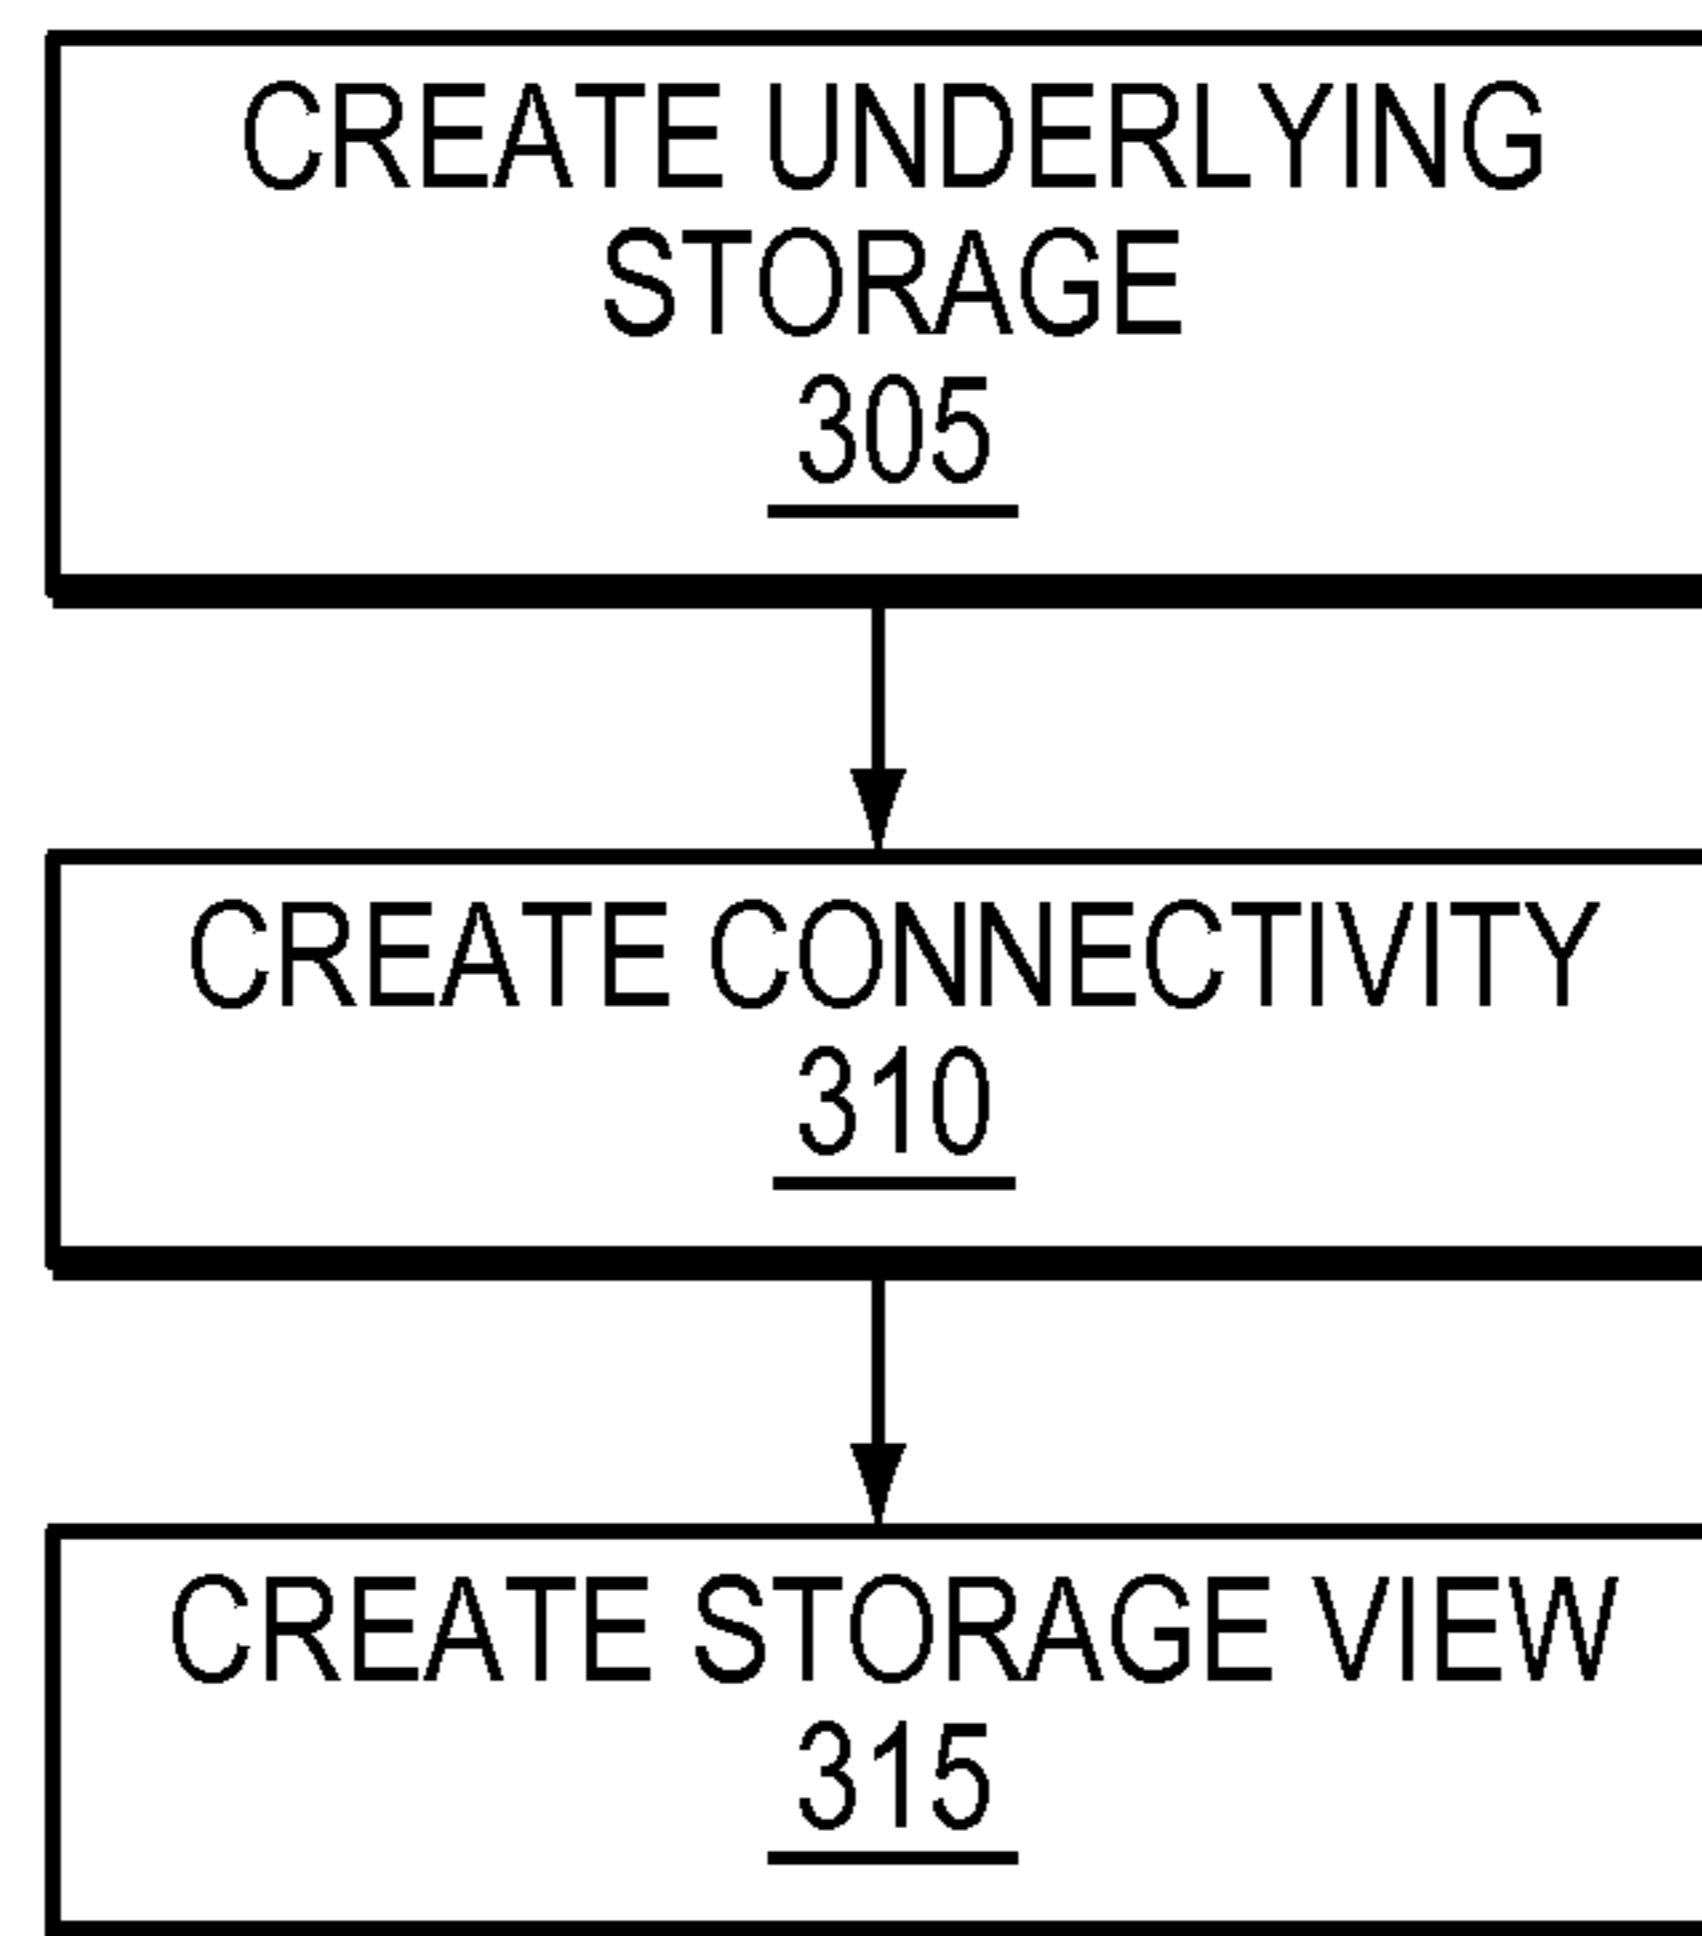 CREATE UNDERLYING
STORAGE
305
CREATE CONNECTIVITY
310
CREATE STORAGE VIEW
315